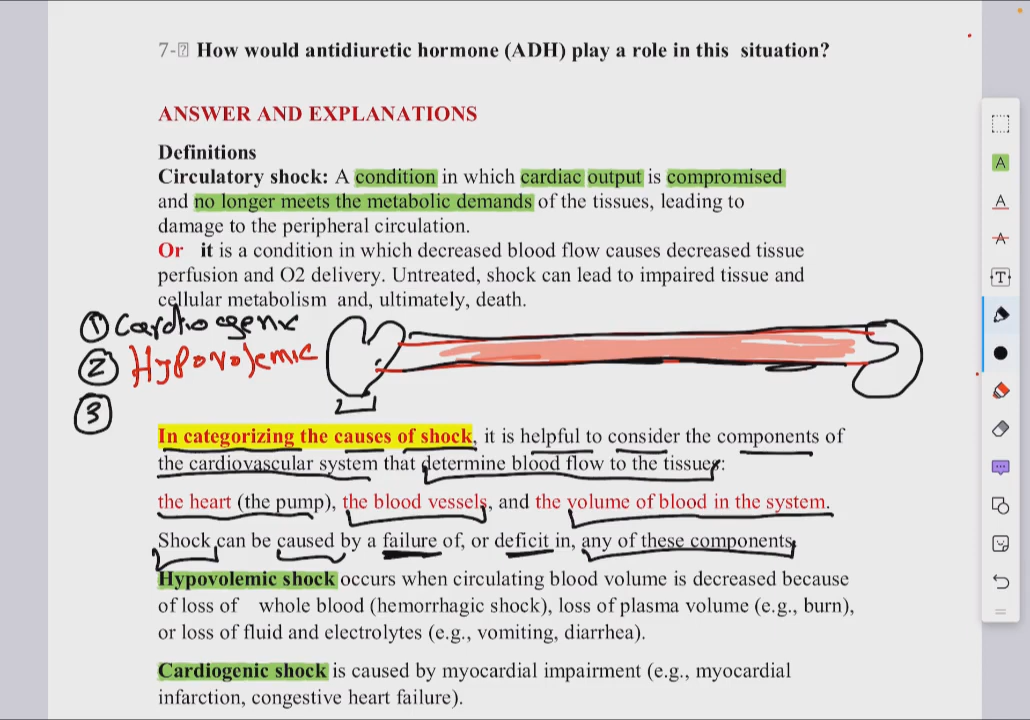 7- How would antidiuretic hormone (ADH) play a role in this situation?
ANSWER AND EXPLANATIONS
Definitions
Circulatory shock: A condition in which cardiac output is compromised
and no longer meets the metabolic demands of the tissues, leading to
damage to the peripheral circulation.
Or it is a condition in which decreased blood flow causes decreased tissue
perfusion and O2 delivery. Untreated, shock can lead to impaired tissue and
cellular metabolism and, ultimately, death.
① Cardiogenic
② Hypovolemic
③
In categorizing the causes of shock, it is helpful to consider the components of
the cardiovascular system that determine blood flow to the tissues:
the heart (the pump), the blood vessels, and the volume of blood in the system.
Shock can be caused by a failure of, or deficit in, any of these components.
Hypovolemic shock occurs when circulating blood volume is decreased because
of loss of whole blood (hemorrhagic shock), loss of plasma volume (e.g., burn),
or loss of fluid and electrolytes (e.g., vomiting, diarrhea).
Cardiogenic shock is caused by myocardial impairment (e.g., myocardial
infarction, congestive heart failure).